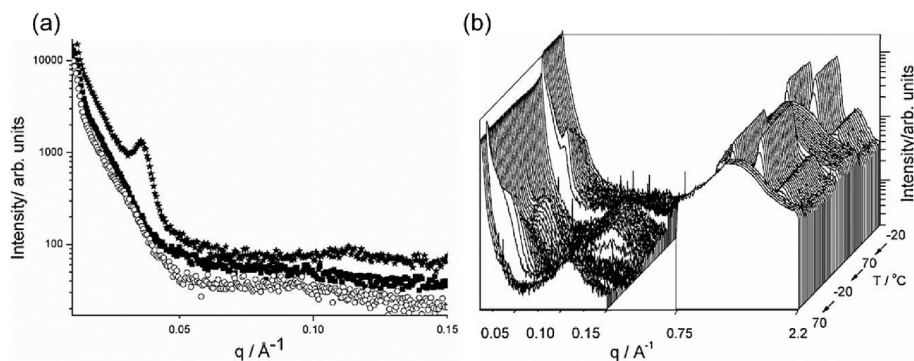 (a)
(b)
10000
1000
100
Intensity/ arb. units
0.05
0.10
0.15
q / Å⁻¹
Intensity/arb. units
-20
70
-20
70
T / °C
0.05
0.10
0.15
0.75
2.2
q / A⁻¹